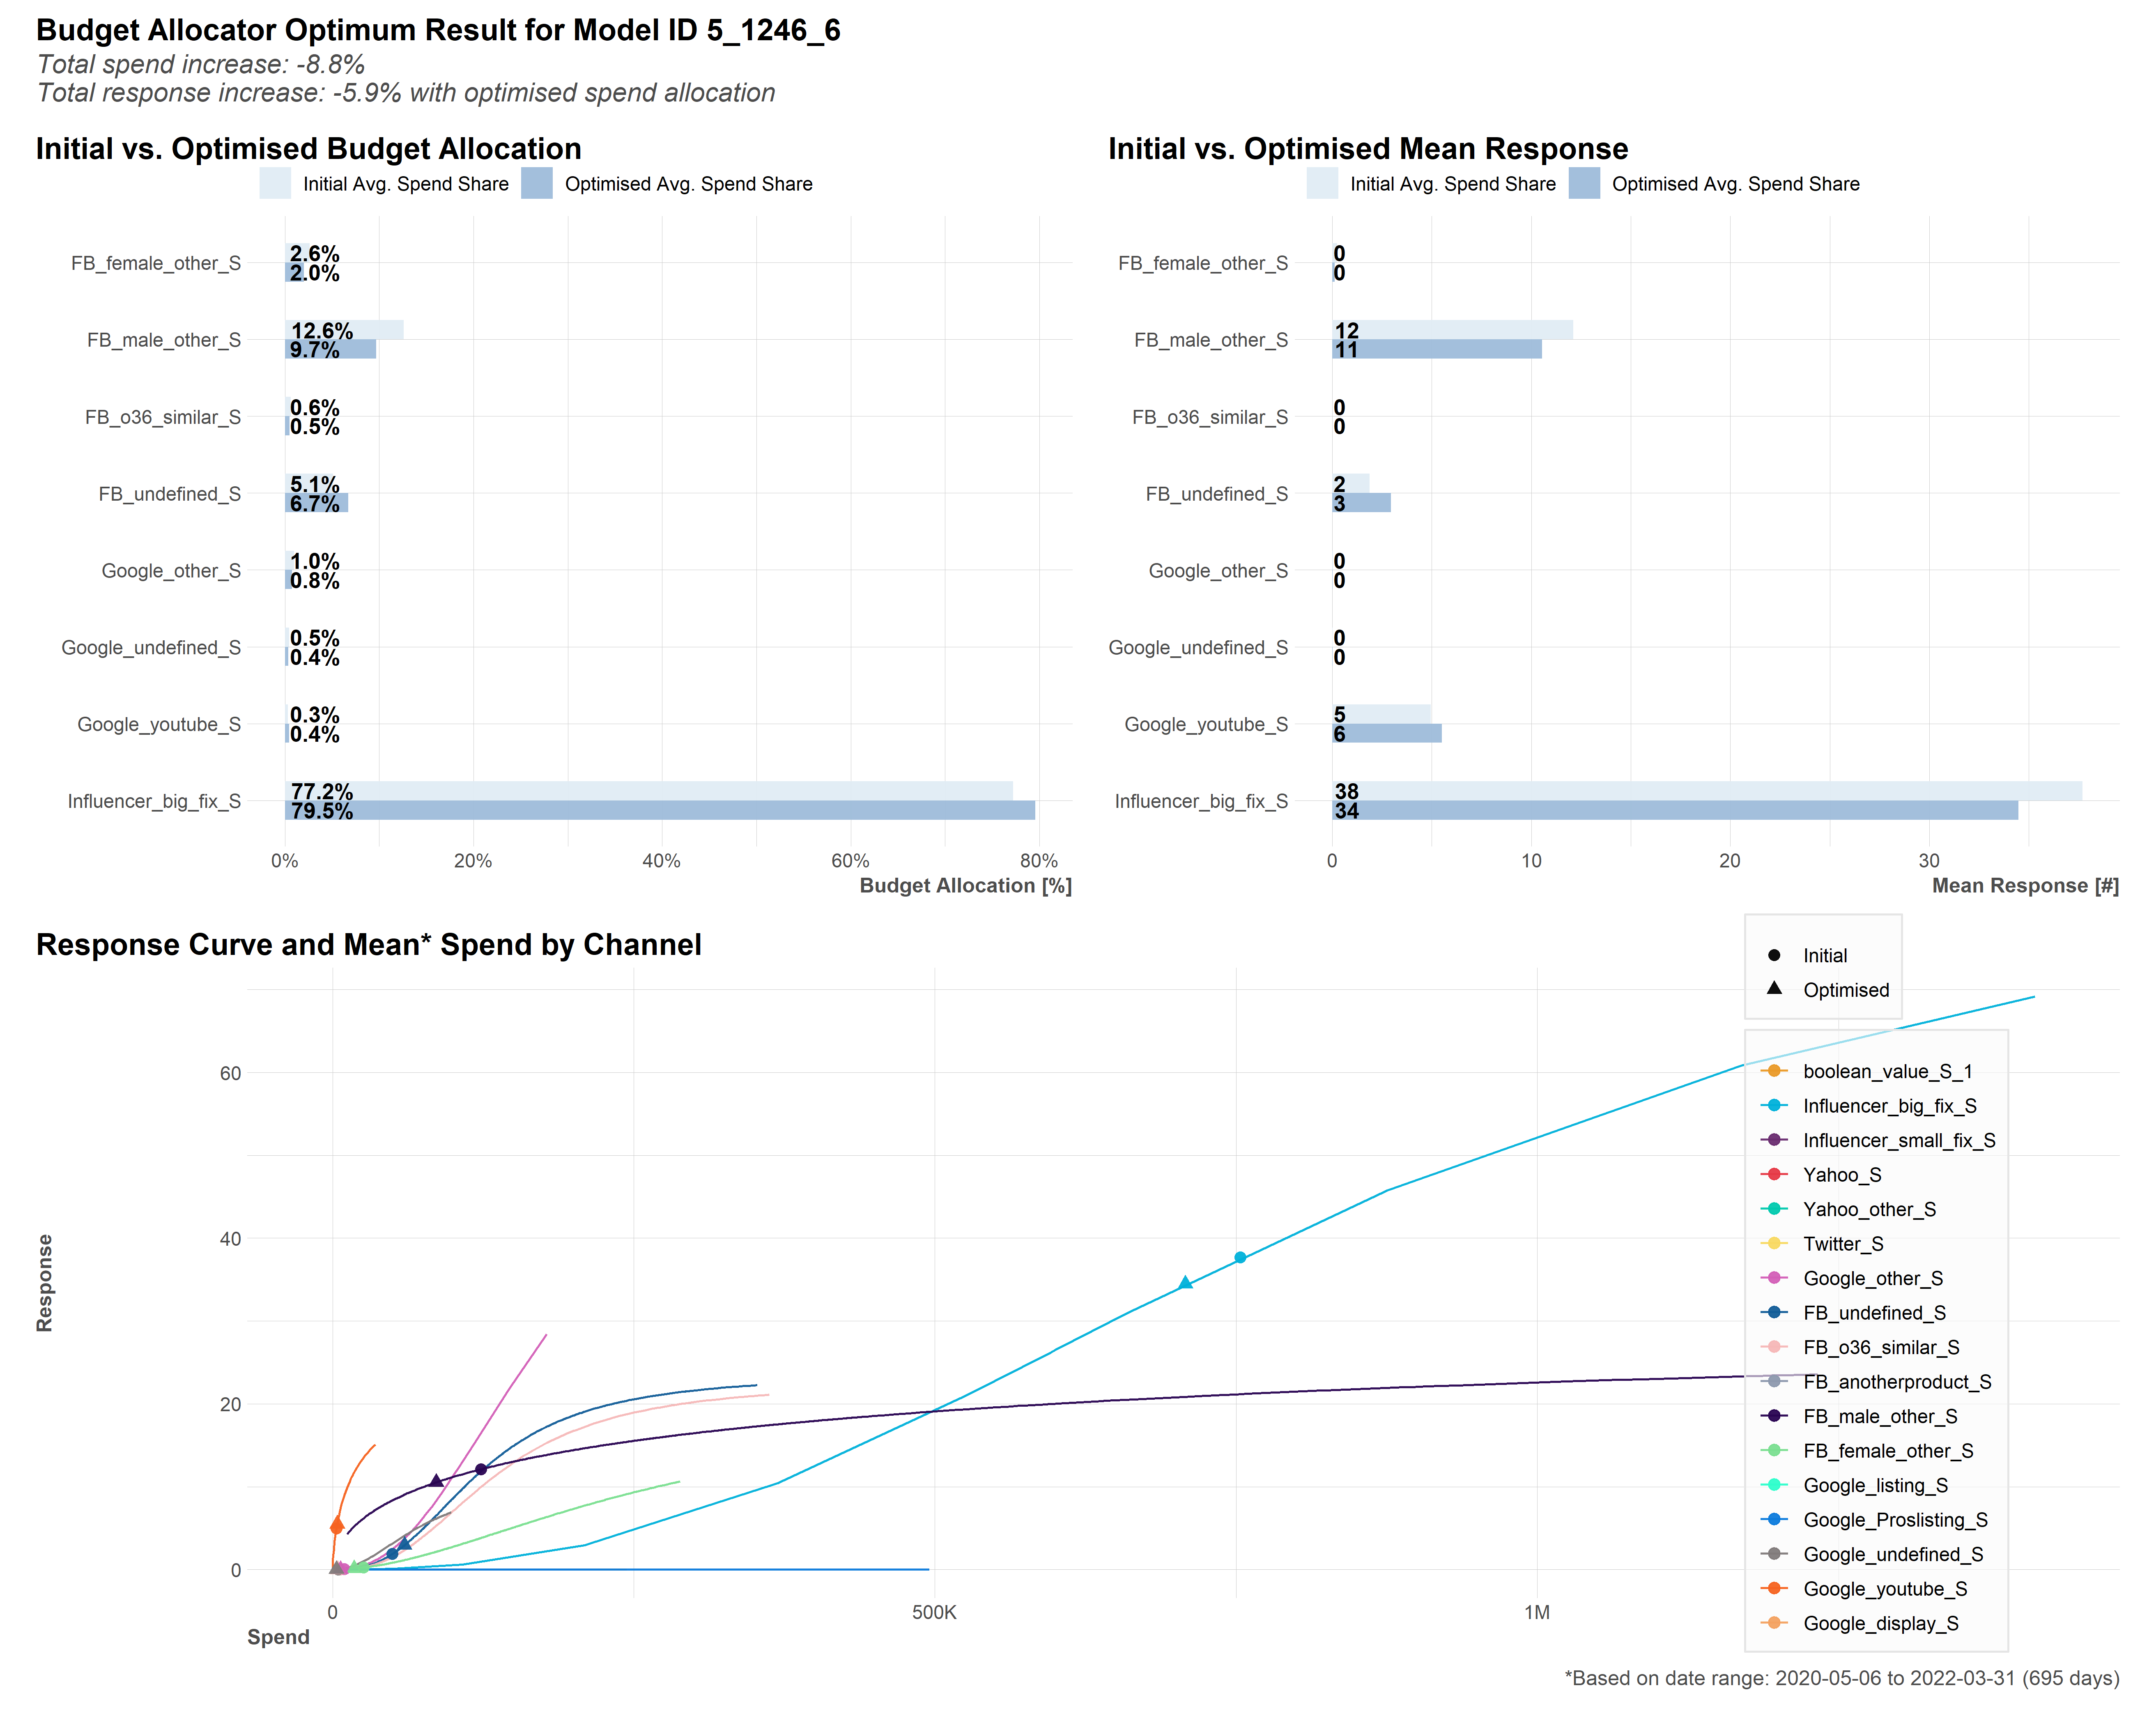 Budget Allocator Optimum Result for Model ID 5_1246_6
Total spend increase: -8.8%
Total response increase: -5.9% with optimised spend allocation
Initial vs. Optimised Budget Allocation
Initial Avg. Spend Share Optimised Avg. Spend Share
FB_female_other_S 2.6% 2.0%
FB_male_other_S 12.6% 9.7%
FB_o36_similar_S 0.6% 0.5%
FB_undefined_S 5.1% 6.7%
Google_other_S 1.0% 0.8%
Google_undefined_S 0.5% 0.4%
Google_youtube_S 0.3% 0.4%
Influencer_big_fix_S 77.2% 79.5%
0% 20% 40% 60% 80%
Budget Allocation [%]
Initial vs. Optimised Mean Response
Initial Avg. Spend Share Optimised Avg. Spend Share
FB_female_other_S 0 0
FB_male_other_S 12 11
FB_o36_similar_S 0 0
FB_undefined_S 2 3
Google_other_S 0 0
Google_undefined_S 0 0
Google_youtube_S 5 6
Influencer_big_fix_S 38 34
0 10 20 30
Mean Response [#]
Response Curve and Mean* Spend by Channel
Response
60
40
20
0
0 500K 1M
Spend
Initial
Optimised
boolean_value_S_1
Influencer_big_fix_S
Influencer_small_fix_S
Yahoo_S
Yahoo_other_S
Twitter_S
Google_other_S
FB_undefined_S
FB_o36_similar_S
FB_anotherproduct_S
FB_male_other_S
FB_female_other_S
Google_listing_S
Google_Proslisting_S
Google_undefined_S
Google_youtube_S
Google_display_S
*Based on date range: 2020-05-06 to 2022-03-31 (695 days)